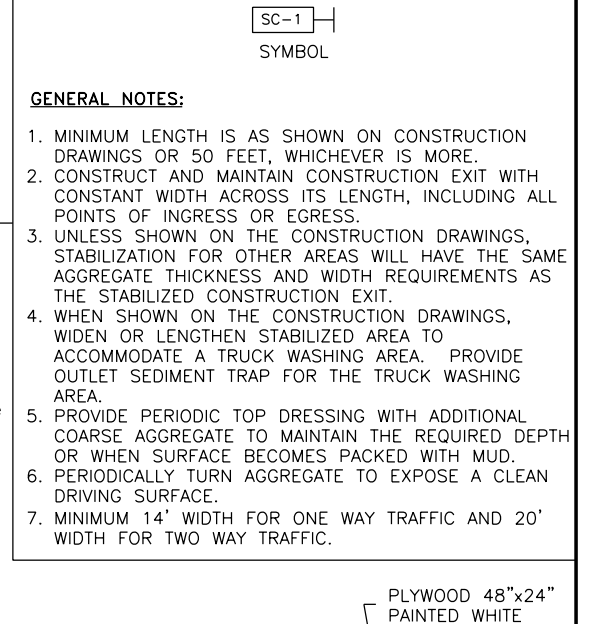 SC-1
SYMBOL
GENERAL NOTES:
1. MINIMUM LENGTH IS AS SHOWN ON CONSTRUCTION
DRAWINGS OR 50 FEET, WHICHEVER IS MORE.
2. CONSTRUCT AND MAINTAIN CONSTRUCTION EXIT WITH
CONSTANT WIDTH ACROSS ITS LENGTH, INCLUDING ALL
POINTS OF INGRESS OR EGRESS.
3. UNLESS SHOWN ON THE CONSTRUCTION DRAWINGS,
STABILIZATION FOR OTHER AREAS WILL HAVE THE SAME
AGGREGATE THICKNESS AND WIDTH REQUIREMENTS AS
THE STABILIZED CONSTRUCTION EXIT.
4. WHEN SHOWN ON THE CONSTRUCTION DRAWINGS,
WIDEN OR LENGTHEN STABILIZED AREA TO
ACCOMMODATE A TRUCK WASHING AREA. PROVIDE
OUTLET SEDIMENT TRAP FOR THE TRUCK WASHING
AREA.
5. PROVIDE PERIODIC TOP DRESSING WITH ADDITIONAL
COARSE AGGREGATE TO MAINTAIN THE REQUIRED DEPTH
OR WHEN SURFACE BECOMES PACKED WITH MUD.
6. PERIODICALLY TURN AGGREGATE TO EXPOSE A CLEAN
DRIVING SURFACE.
7. MINIMUM 14' WIDTH FOR ONE WAY TRAFFIC AND 20'
WIDTH FOR TWO WAY TRAFFIC.
PLYWOOD 48"x24"
PAINTED WHITE